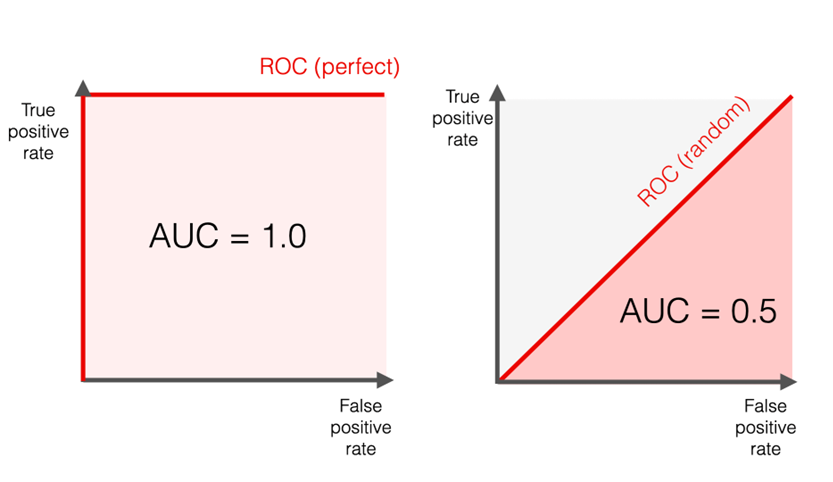 ROC (perfect)
True
positive
rate
AUC = 1.0
False
positive
rate
True
positive
rate
ROC (random)
AUC = 0.5
False
positive
rate